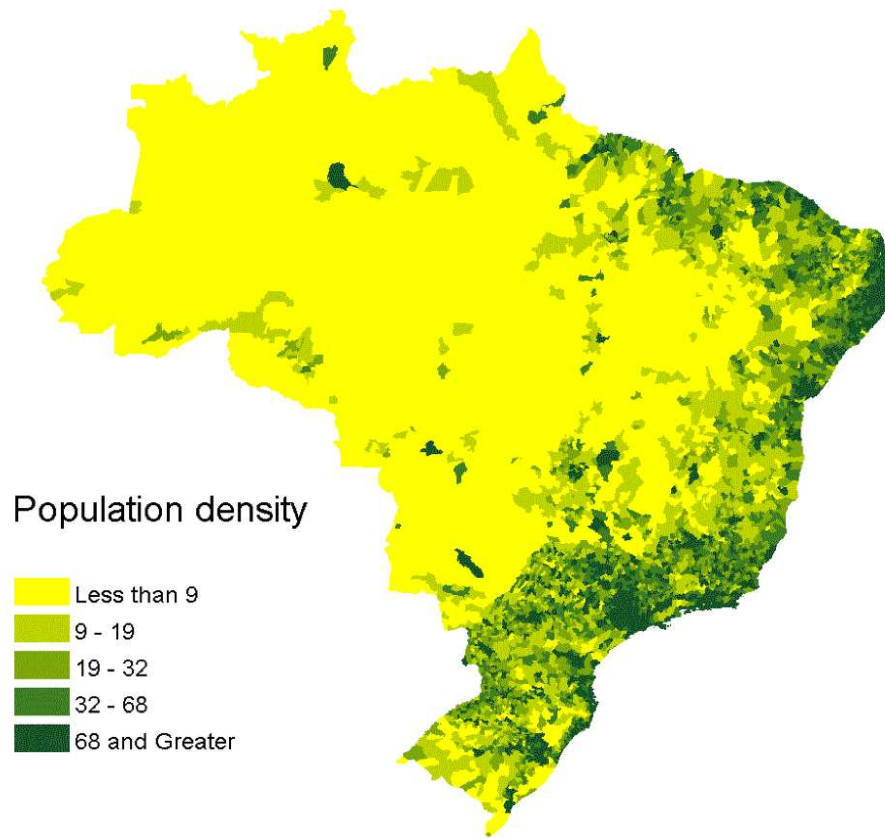 Population density
Less than 9
9 - 19
19 - 32
32 - 68
68 and Greater